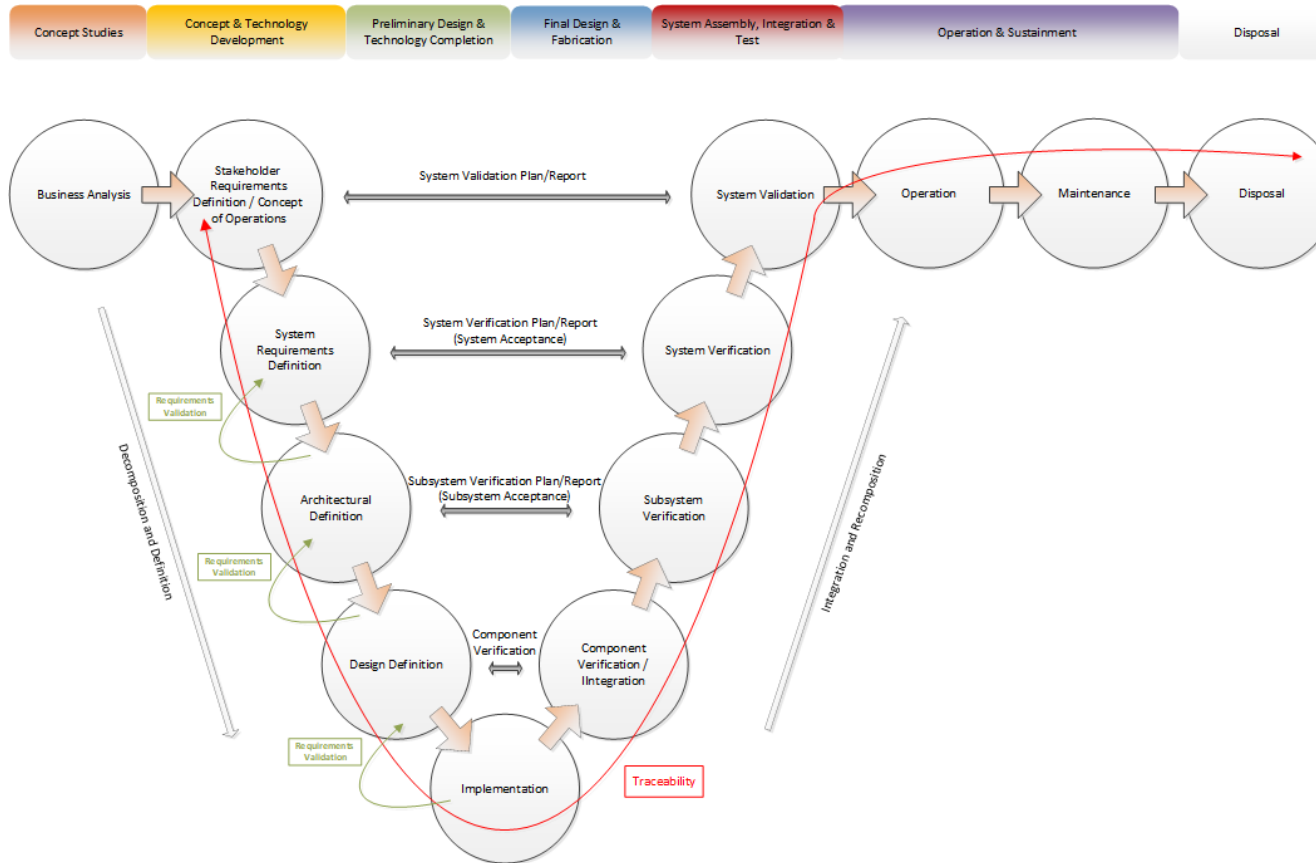 Concept Studies
Concept & Technology
Development
Preliminary Design &
Technology Completion
Final Design &
Fabrication
System Assembly, Integration &
Test
Operation & Sustainment
Disposal
Business Analysis
Stakeholder
Requirements
Definition / Concept
of Operations
System Validation Plan/Report
System Validation
Operation
Maintenance
Disposal
System
Requirements
Definition
System Verification Plan/Report
(System Acceptance)
System Verification
Requirements
Validation
Decomposition and Definition
Architectural
Definition
Subsystem Verification Plan/Report
(Subsystem Acceptance)
Subsystem
Verification
Integration and Recomposition
Requirements
Validation
Design Definition
Component
Verification
Component
Verification /
IIntegration
Requirements
Validation
Implementation
Traceability